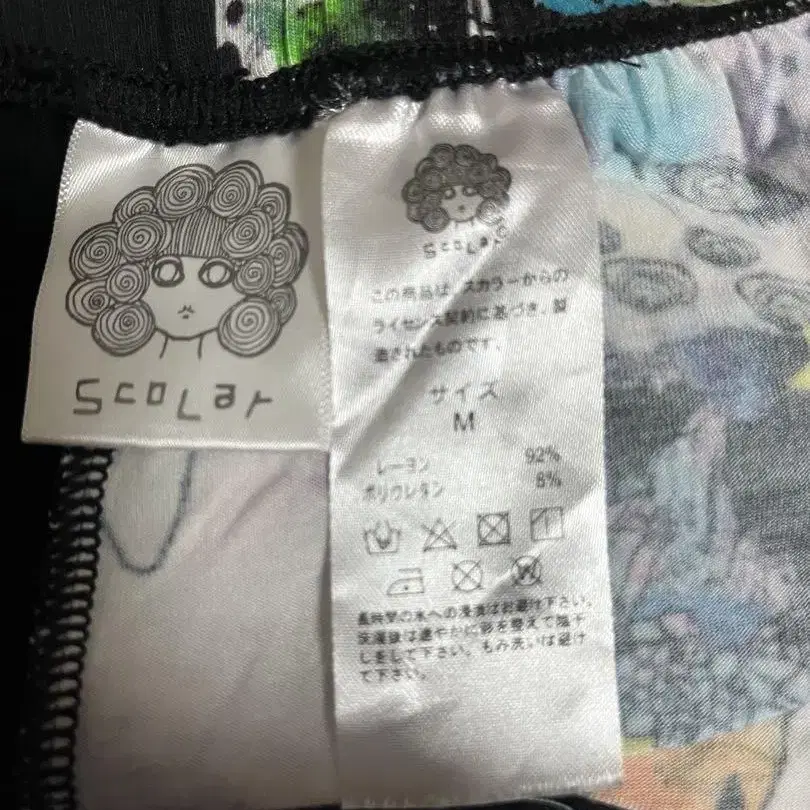 ScoLar
ScoLar
この商品は、スカラーからの
ライセンス契約に基づき、製
造されたものです。
サイズ
M
レーヨン 92%
ポリウレタン 8%
長時間の水への浸漬はお避け下さい。
洗濯後は速やかに形を整えて陰干
しをして下さい。もみ洗いは避け
て下さい。